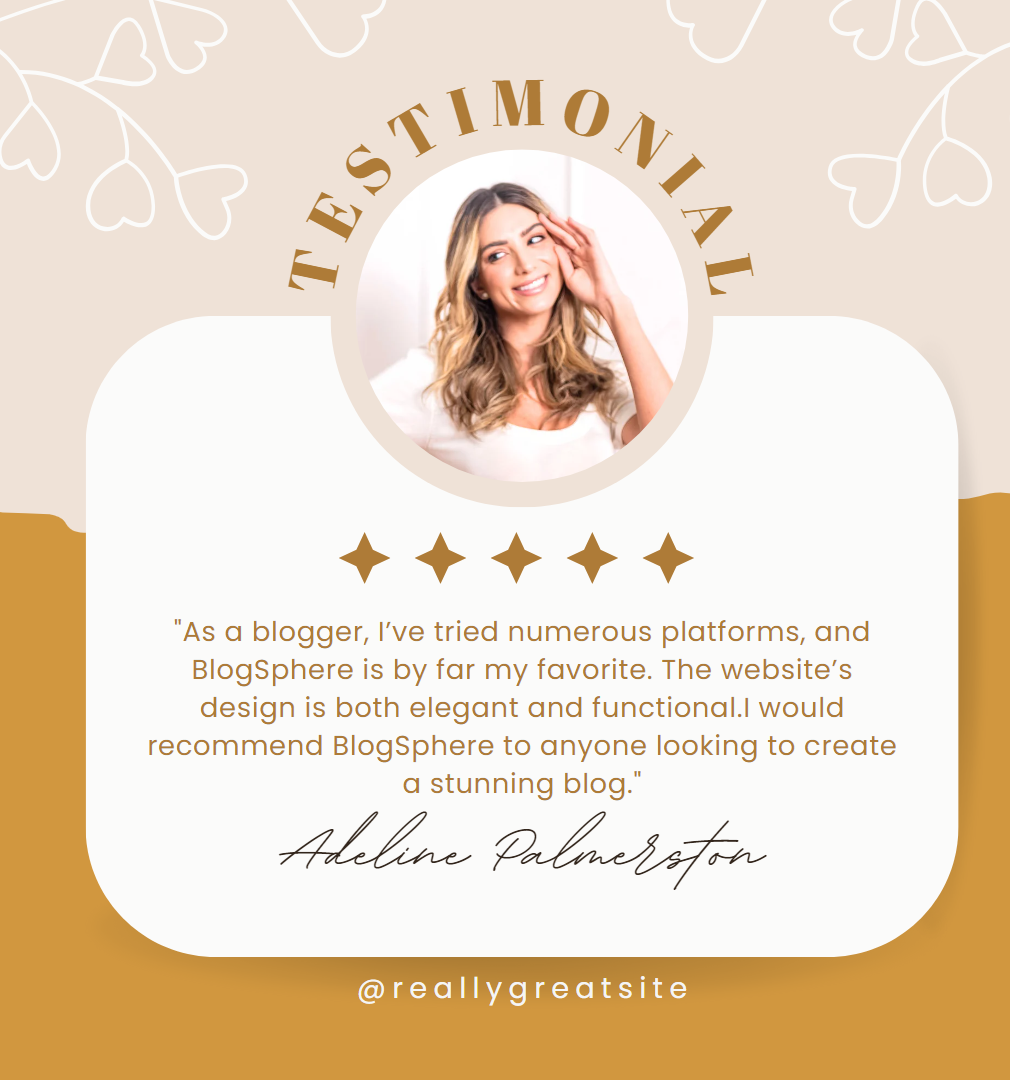 TESTIMONIAL
"As a blogger, I’ve tried numerous platforms, and
BlogSphere is by far my favorite. The website’s
design is both elegant and functional.I would
recommend BlogSphere to anyone looking to create
a stunning blog."
Adeline Palmerston
@reallygreatsite